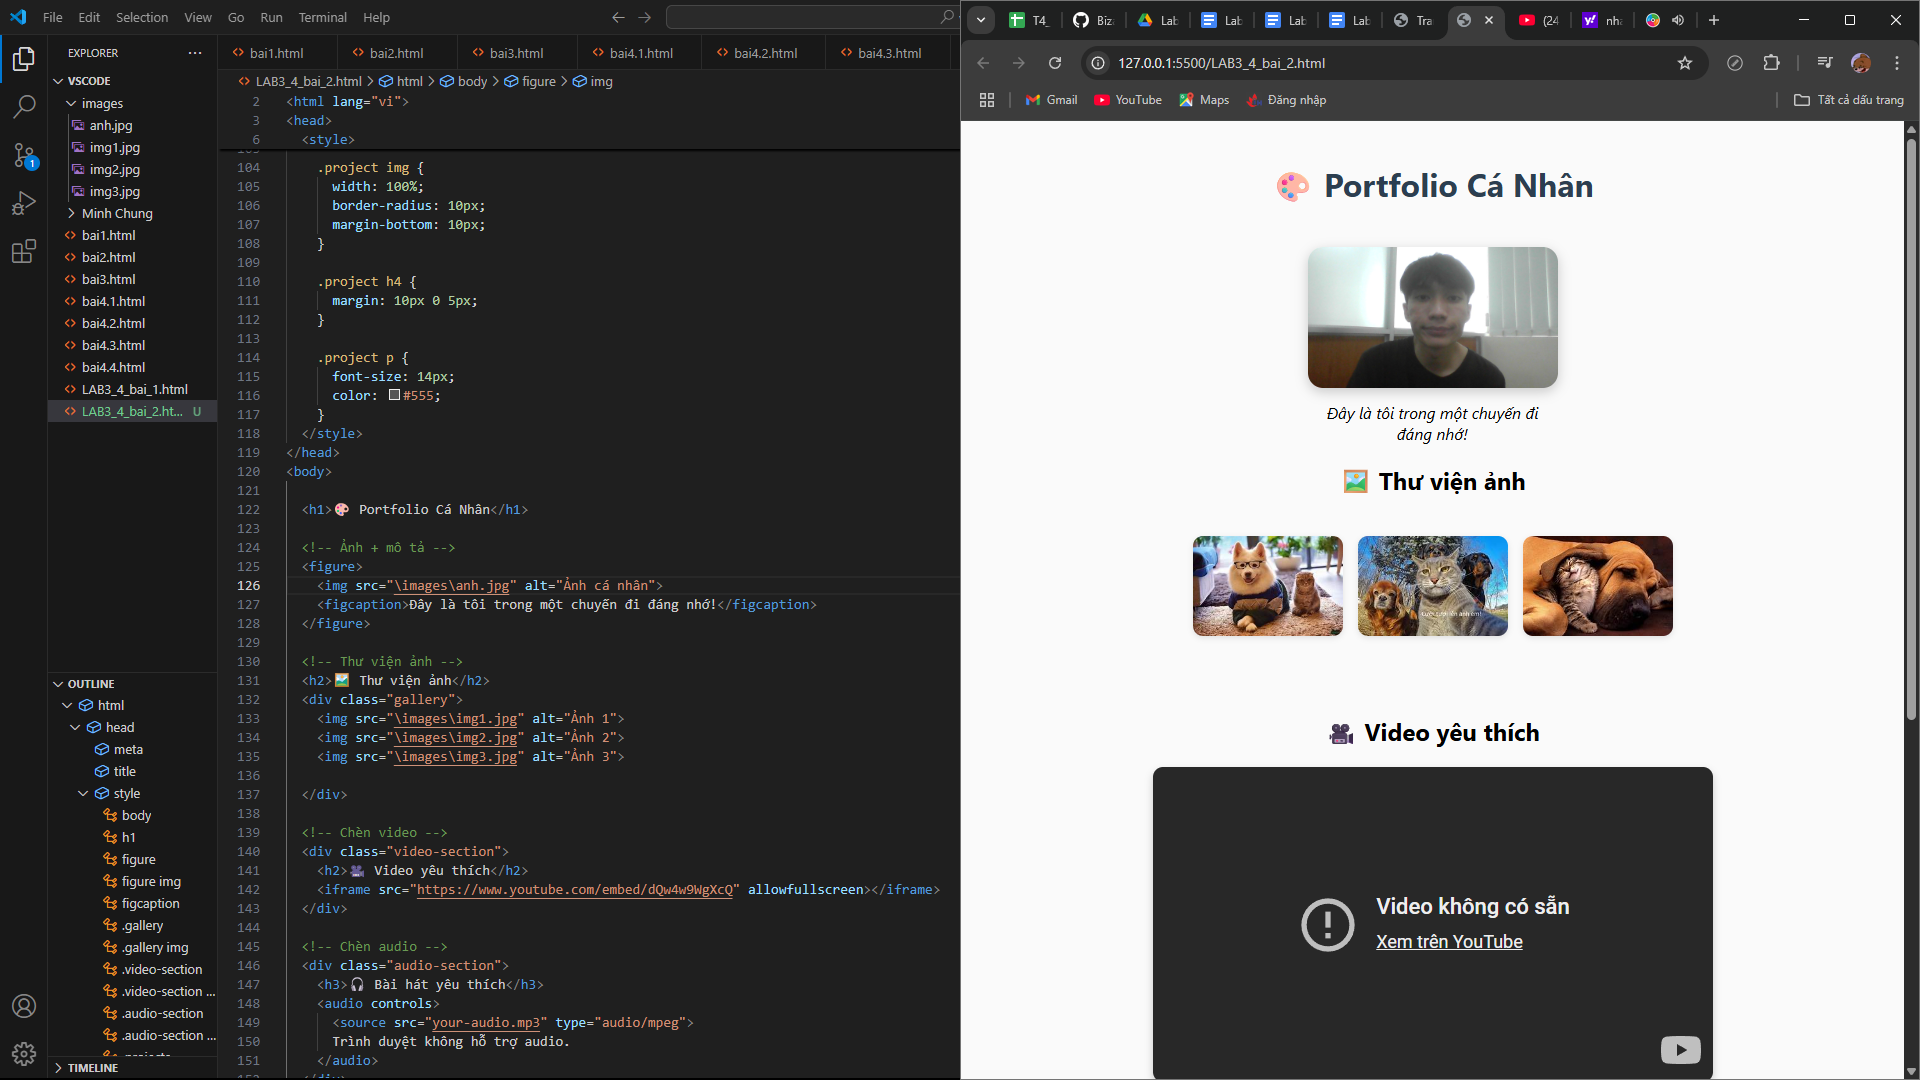 File Edit Selection View Go Run Terminal Help
EXPLORER
VSCODE
images
anh.jpg
img1.jpg
img2.jpg
img3.jpg
Minh Chung
bai1.html
bai2.html
bai3.html
bai4.1.html
bai4.2.html
bai4.3.html
bai4.4.html
LAB3_4_bai_1.html
LAB3_4_bai_2.ht... U
1
OUTLINE
html
head
meta
title
style
body
h1
figure
figure img
figcaption
.gallery
.gallery img
.video-section
.video-section ...
.audio-section
.audio-section ...
TIMELINE
bai1.html bai2.html bai3.html bai4.1.html bai4.2.html bai4.3.html
LAB3_4_bai_2.html > html > body > figure > img
2 <html lang="vi">
3 <head>
6 <style>
104 .project img {
105 width: 100%;
106 border-radius: 10px;
107 margin-bottom: 10px;
108 }
109
110 .project h4 {
111 margin: 10px 0 5px;
112 }
113
114 .project p {
115 font-size: 14px;
116 color: #555;
117 }
118 </style>
119 </head>
120 <body>
121
122 <h1>🎨 Portfolio Cá Nhân</h1>
123
124 <!-- Ảnh + mô tả -->
125 <figure>
126 <img src="\images\anh.jpg" alt="Ảnh cá nhân">
127 <figcaption>Đây là tôi trong một chuyến đi đáng nhớ!</figcaption>
128 </figure>
129
130 <!-- Thư viện ảnh -->
131 <h2>🖼️ Thư viện ảnh</h2>
132 <div class="gallery">
133 <img src="\images\img1.jpg" alt="Ảnh 1">
134 <img src="\images\img2.jpg" alt="Ảnh 2">
135 <img src="\images\img3.jpg" alt="Ảnh 3">
136
137 </div>
138
139 <!-- Chèn video -->
140 <div class="video-section">
141 <h2>🎥 Video yêu thích</h2>
142 <iframe src="https://www.youtube.com/embed/dQw4w9WgXcQ" allowfullscreen></iframe>
143 </div>
144
145 <!-- Chèn audio -->
146 <div class="audio-section">
147 <h3>🎧 Bài hát yêu thích</h3>
148 <audio controls>
149 <source src="your-audio.mp3" type="audio/mpeg">
150 Trình duyệt không hỗ trợ audio.
151 </audio>
T4_ Biz Lab Lab Lab Lab Tra (24 nhạ
127.0.0.1:5500/LAB3_4_bai_2.html
Gmail YouTube Maps Đăng nhập Tất cả dấu trang
🎨 Portfolio Cá Nhân
Đây là tôi trong một chuyến đi
đáng nhớ!
🖼️ Thư viện ảnh
🎥 Video yêu thích
Video không có sẵn
Xem trên YouTube